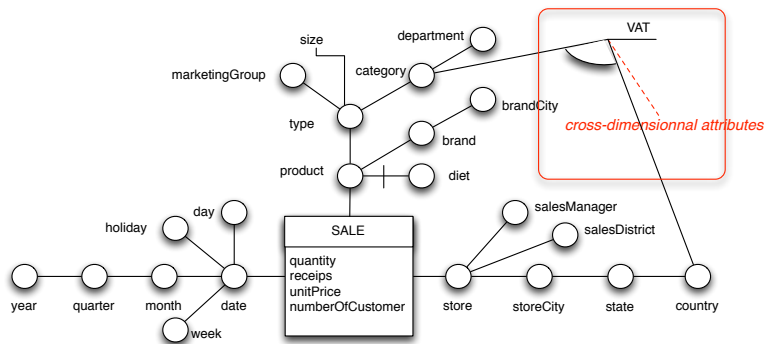 VAT
department
size
marketingGroup
category
brandCity
cross-dimensionnal attributes
type
brand
product
diet
salesManager
day
holiday
SALE
salesDistrict
quantity
receips
unitPrice
numberOfCustomer
year
quarter
month
date
store
storeCity
state
country
week